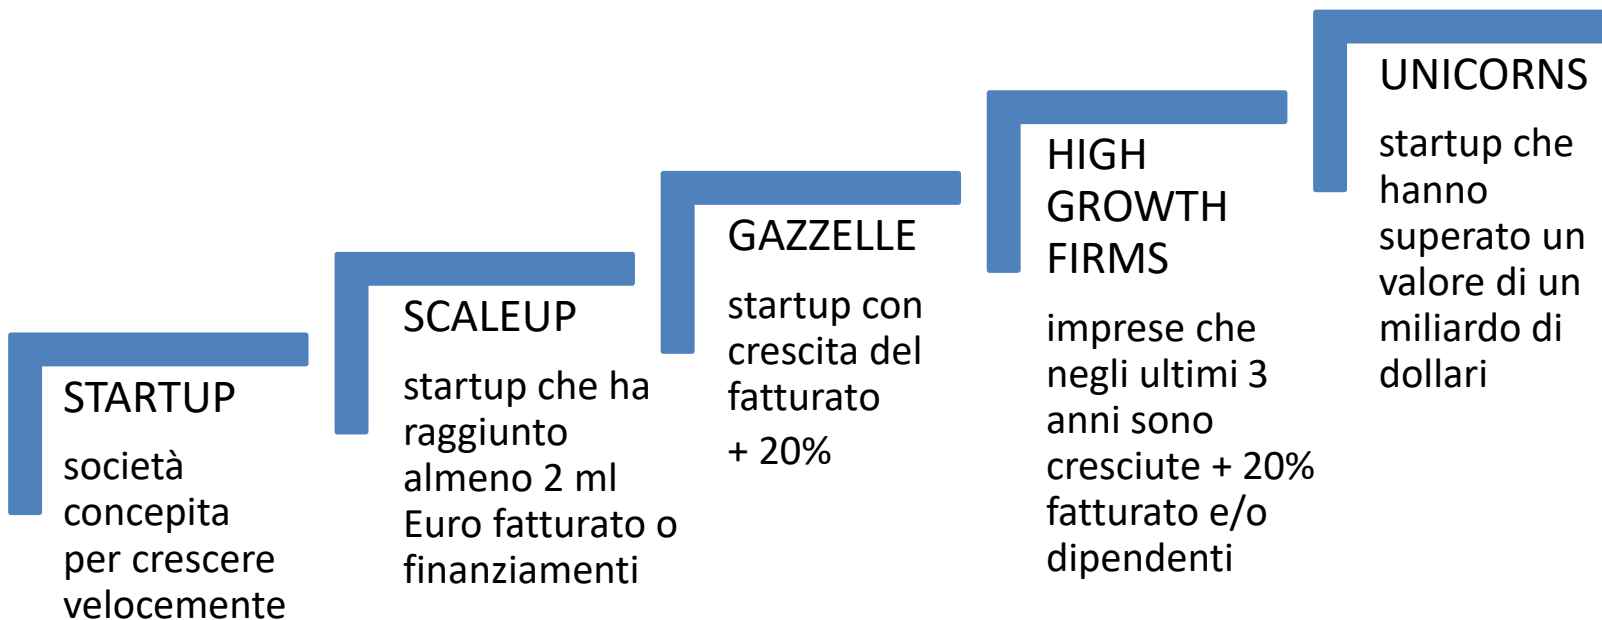 STARTUP
società
concepita
per crescere
velocemente
SCALEUP
startup che ha
raggiunto
almeno 2 ml
Euro fatturato o
finanziamenti
GAZZELLE
startup con
crescita del
fatturato
+ 20%
HIGH
GROWTH
FIRMS
imprese che
negli ultimi 3
anni sono
cresciute + 20%
fatturato e/o
dipendenti
UNICORNS
startup che
hanno
superato un
valore di un
miliardo di
dollari